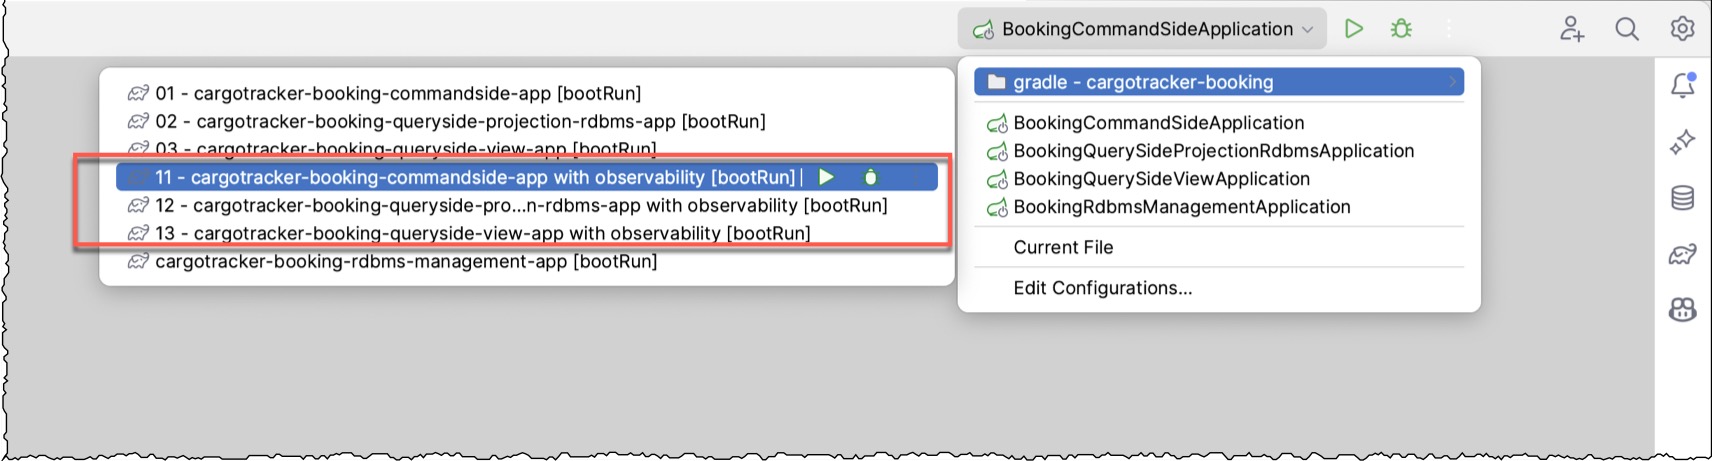 BookingCommandSideApplication
01 - cargotracker-booking-commandside-app [bootRun]
02 - cargotracker-booking-queryside-projection-rdbms-app [bootRun]
03 - cargotracker-booking-queryside-view-app [bootRun]
11 - cargotracker-booking-commandside-app with observability [bootRun]
12 - cargotracker-booking-queryside-pro...n-rdbms-app with observability [bootRun]
13 - cargotracker-booking-queryside-view-app with observability [bootRun]
cargotracker-booking-rdbms-management-app [bootRun]
gradle - cargotracker-booking
BookingCommandSideApplication
BookingQuerySideProjectionRdbmsApplication
BookingQuerySideViewApplication
BookingRdbmsManagementApplication
Current File
Edit Configurations...